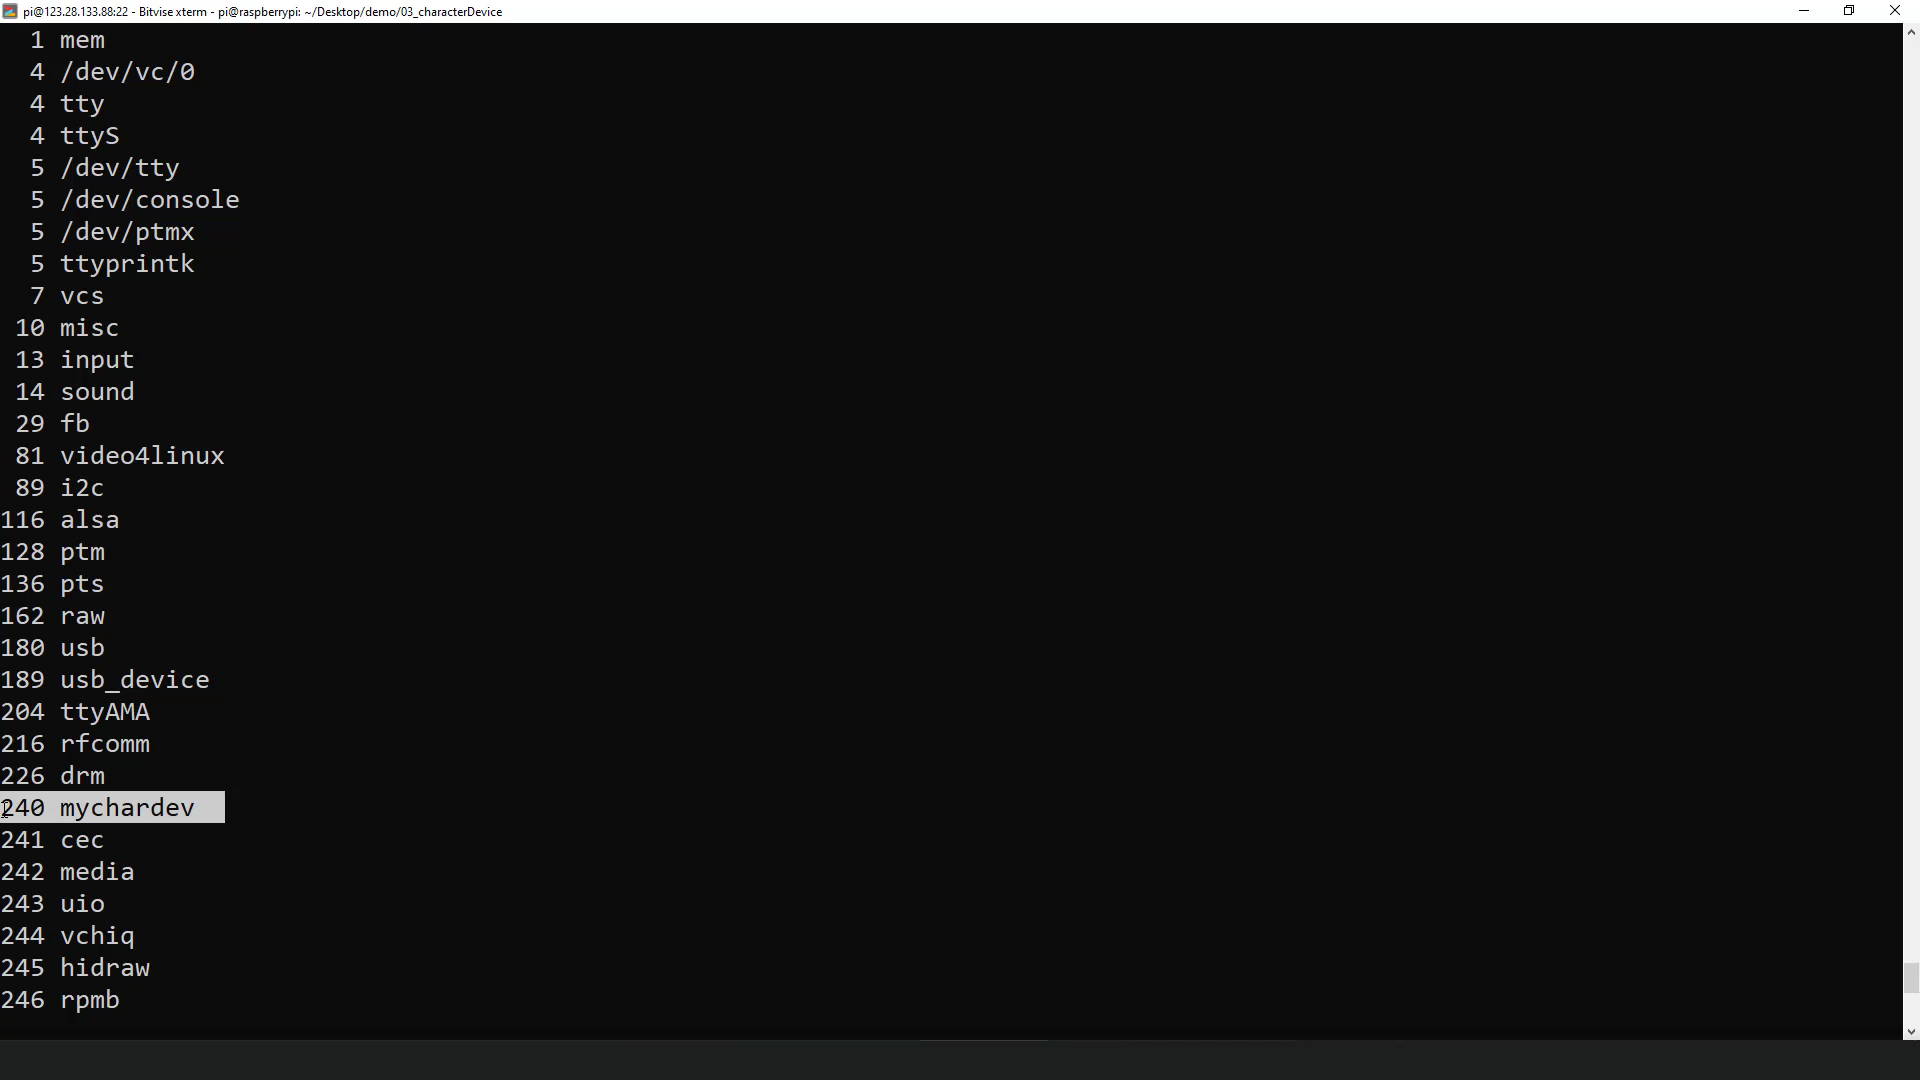 pi@123.28.133.88:22 - Bitvise xterm - pi@raspberrypi: ~/Desktop/demo/03_characterDevice
1 mem
4 /dev/vc/0
4 tty
4 ttyS
5 /dev/tty
5 /dev/console
5 /dev/ptmx
5 ttyprintk
7 vcs
10 misc
13 input
14 sound
29 fb
81 video4linux
89 i2c
116 alsa
128 ptm
136 pts
162 raw
180 usb
189 usb_device
204 ttyAMA
216 rfcomm
226 drm
240 mychardev
241 cec
242 media
243 uio
244 vchiq
245 hidraw
246 rpmb